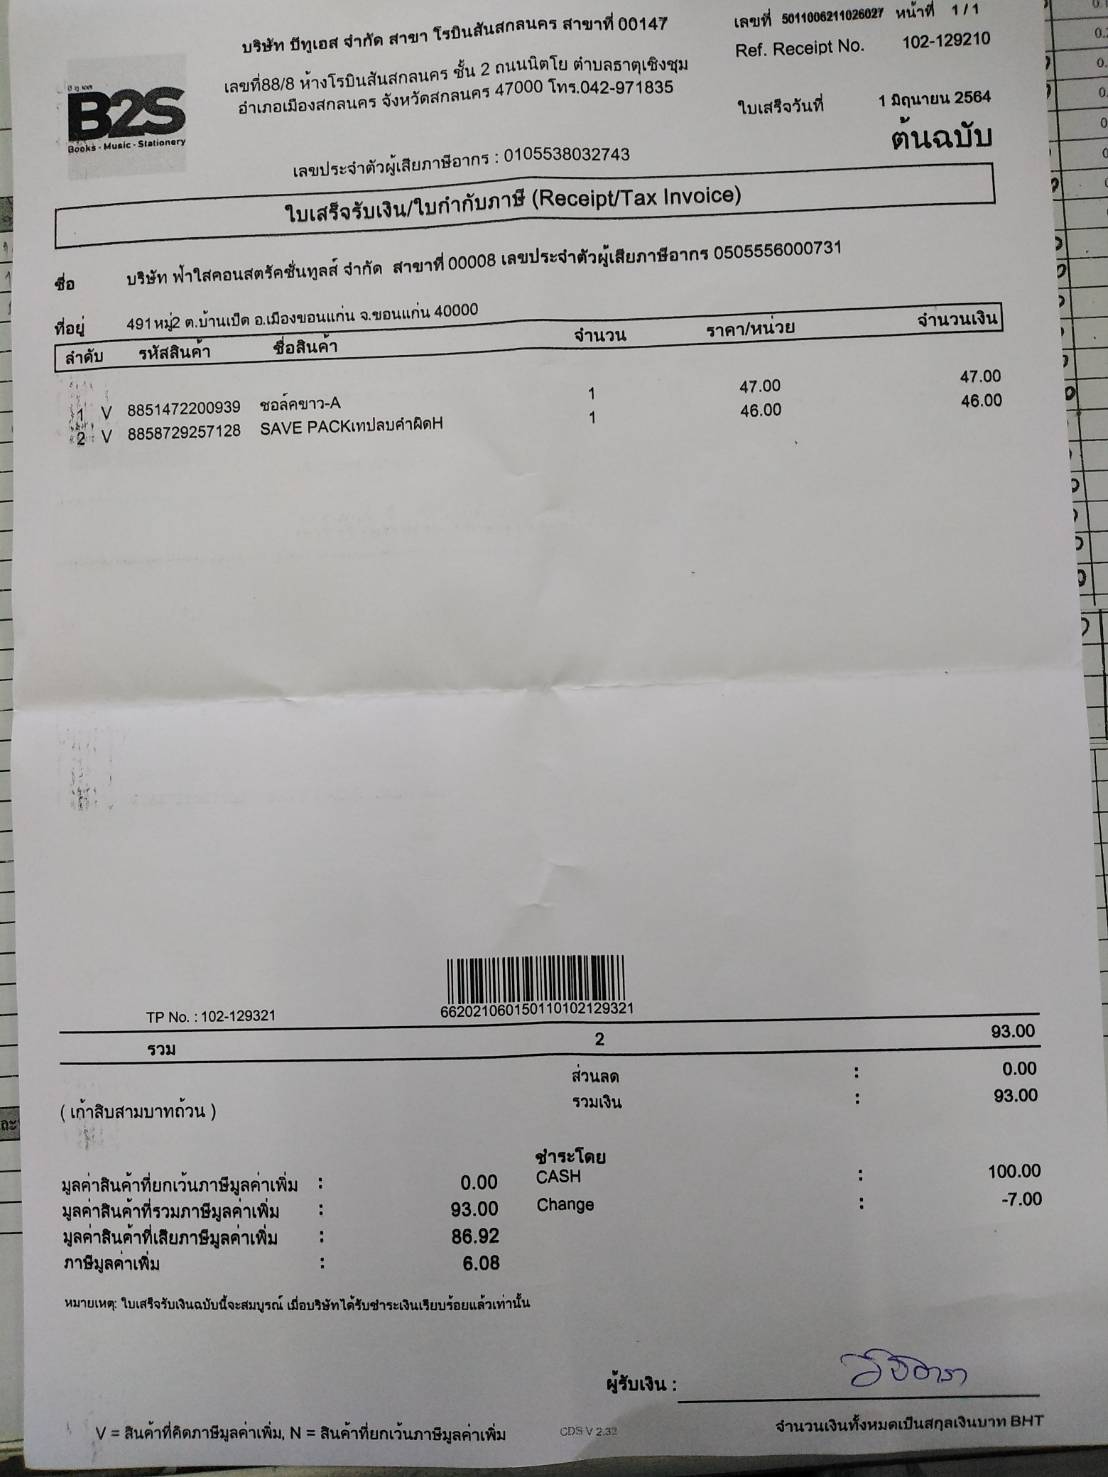 บริษัท บีทูเอส จำกัด สาขา โรบินสันสกลนคร สาขาที่ 00147
เลขที่ 5011006211026027 หน้าที่ 1 / 1
Ref. Receipt No. 102-129210
B2S
Books - Music - Stationery
เลขที่88/8 ห้างโรบินสันสกลนคร ชั้น 2 ถนนนิตโย ตำบลธาตุเชิงชุม
อำเภอเมืองสกลนคร จังหวัดสกลนคร 47000 โทร.042-971835
ใบเสร็จวันที่ 1 มิถุนายน 2564
ต้นฉบับ
เลขประจำตัวผู้เสียภาษีอากร : 0105538032743
ใบเสร็จรับเงิน/ใบกำกับภาษี (Receipt/Tax Invoice)
ชื่อ บริษัท ฟ้าใสคอนสตรัคชั่นทูลส์ จำกัด สาขาที่ 00008 เลขประจำตัวผู้เสียภาษีอากร 0505556000731
ที่อยู่ 491 หมู่2 ต.บ้านเป็ด อ.เมืองขอนแก่น จ.ขอนแก่น 40000
ลำดับ รหัสสินค้า ชื่อสินค้า จำนวน ราคา/หน่วย จำนวนเงิน
1 V 8851472200939 ชอล์คขาว-A 1 47.00 47.00
2 V 8858729257128 SAVE PACKเทปลบคำผิดH 1 46.00 46.00
TP No. : 102-129321
662021060150110102129321
รวม 2 93.00
ส่วนลด : 0.00
( เก้าสิบสามบาทถ้วน ) รวมเงิน : 93.00
ชำระโดย
มูลค่าสินค้าที่ยกเว้นภาษีมูลค่าเพิ่ม : 0.00 CASH : 100.00
มูลค่าสินค้าที่รวมภาษีมูลค่าเพิ่ม : 93.00 Change : -7.00
มูลค่าสินค้าที่เสียภาษีมูลค่าเพิ่ม : 86.92
ภาษีมูลค่าเพิ่ม : 6.08
หมายเหตุ: ใบเสร็จรับเงินฉบับนี้จะสมบูรณ์ เมื่อบริษัทได้รับชำระเงินเรียบร้อยแล้วเท่านั้น
ผู้รับเงิน :
V = สินค้าที่คิดภาษีมูลค่าเพิ่ม, N = สินค้าที่ยกเว้นภาษีมูลค่าเพิ่ม CDS V 2.32 จำนวนเงินทั้งหมดเป็นสกุลเงินบาท BHT